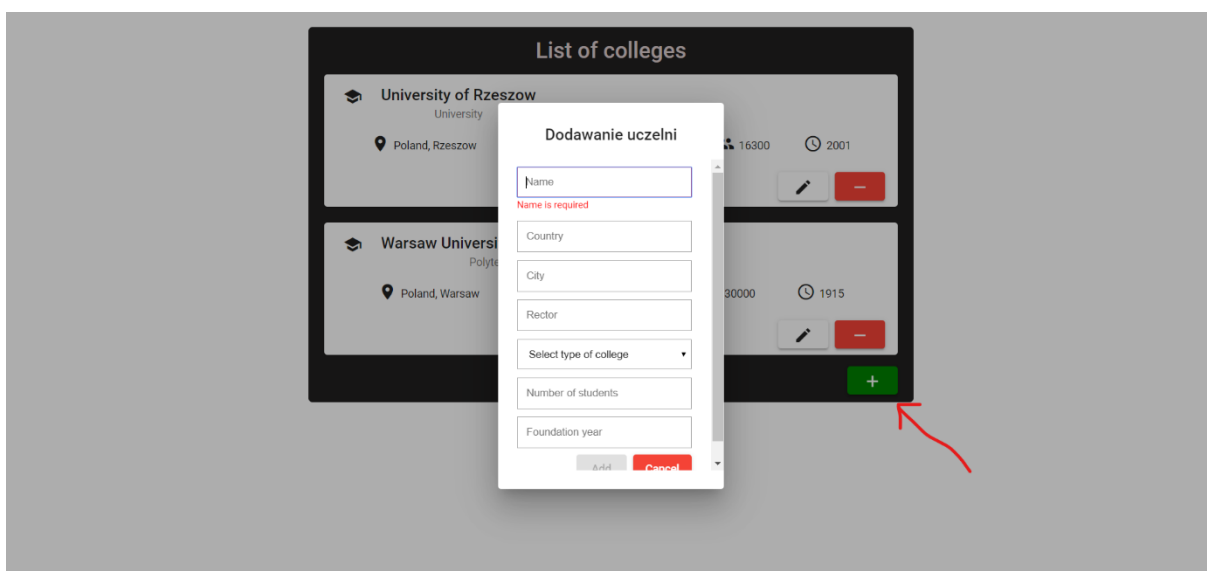 List of colleges
University of Rzeszow
University
Poland, Rzeszow
16300
2001
Warsaw Universi
Polyte
Poland, Warsaw
30000
1915
Dodawanie uczelni
Name
Name is required
Country
City
Rector
Select type of college
Number of students
Foundation year
Add
Cancel